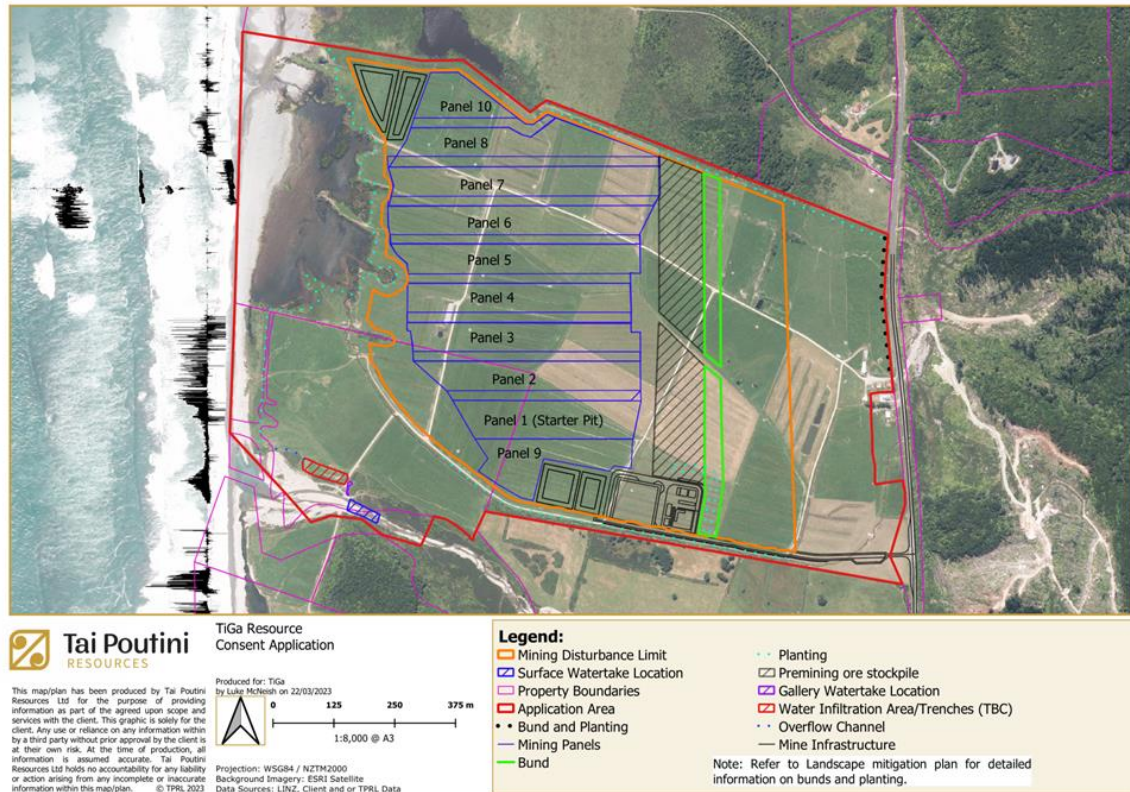 Panel 10
Panel 8
Panel 7
Panel 6
Panel 5
Panel 4
Panel 3
Panel 2
Panel 1 (Starter Pit)
Panel 9
Tai Poutini
RESOURCES
This map/plan has been produced by Tai Poutini
Resources Ltd for the purpose of providing
information as part of the agreed upon scope and
services with the client. This graphic is solely for the
client. Any use or reliance on any information within
by a third party without prior approval by the client is
at their own risk. At the time of production, all
information is assumed accurate. Tai Poutini
Resources Ltd holds no accountability for any liability
or action arising from any incomplete or inaccurate
information within this map/plan. © TPRL 2023
TiGa Resource
Consent Application
Produced for: TiGa
by Luke McNeish on 22/03/2023
0 125 250 375 m
1:8,000 @ A3
Projection: WSG84 / NZTM2000
Background Imagery: ESRI Satellite
Data Sources: LINZ, Client and or TPRL Data
Legend:
Mining Disturbance Limit
Surface Watertake Location
Property Boundaries
Application Area
Bund and Planting
Mining Panels
Bund
Planting
Premining ore stockpile
Gallery Watertake Location
Water Infiltration Area/Trenches (TBC)
Overflow Channel
Mine Infrastructure
Note: Refer to Landscape mitigation plan for detailed
information on bunds and planting.